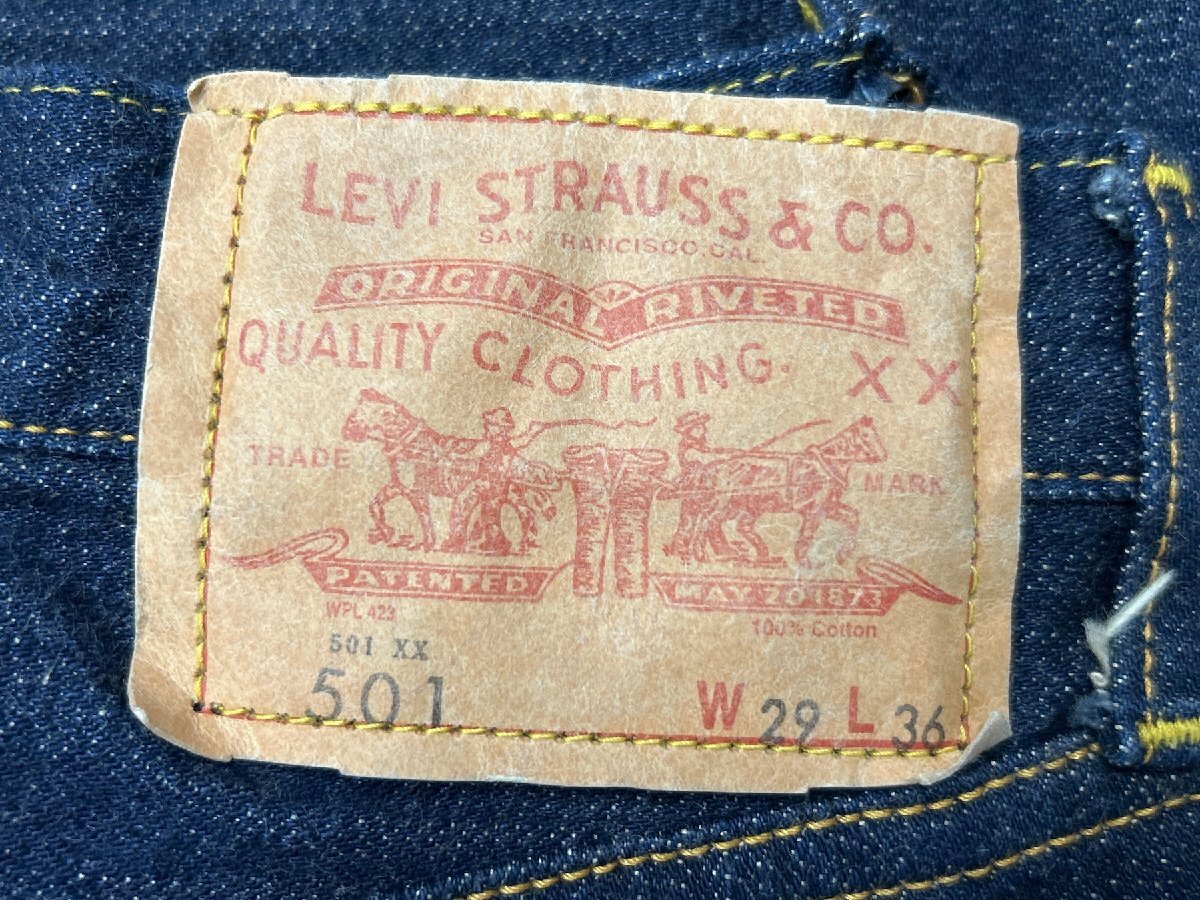 LEVI STRAUSS & CO.
SAN FRANCISCO. CAL.
ORIGINAL RIVETED
QUALITY CLOTHING. XX
TRADE MARK
PATENTED MAY 20 1873
WPL 423
100% Cotton
501 XX
501 W 29 L 36